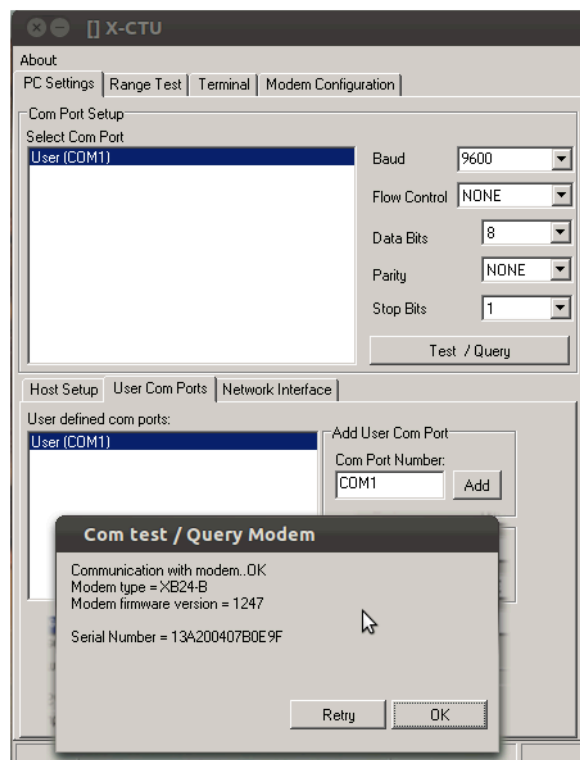 [] X-CTU
About
PC Settings Range Test Terminal Modem Configuration
Com Port Setup
Select Com Port
User (COM1)
Baud 9600
Flow Control NONE
Data Bits 8
Parity NONE
Stop Bits 1
Test / Query
Host Setup User Com Ports Network Interface
User defined com ports:
User (COM1)
Add User Com Port
Com Port Number:
COM1 Add
Com test / Query Modem
Communication with modem..OK
Modem type = XB24-B
Modem firmware version = 1247
Serial Number = 13A200407B0E9F
Retry OK